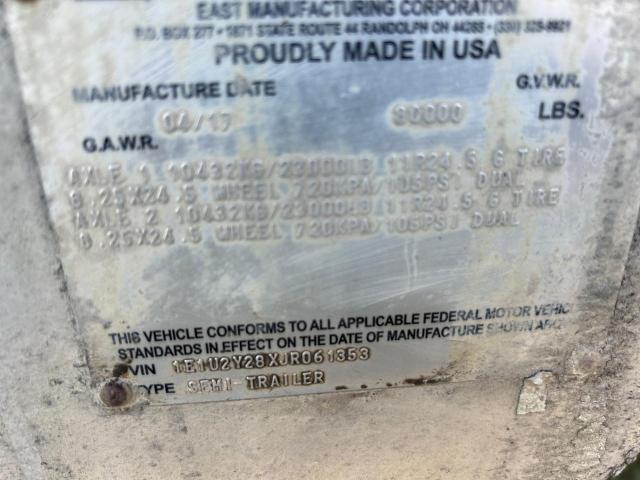 EAST MANUFACTURING CORPORATION
P.O. BOX 277 • 1871 STATE ROUTE 44 RANDOLPH OH 44265 • (330) 325-9921
PROUDLY MADE IN USA
MANUFACTURE DATE G.V.W.R.
04/17 80000 LBS.
G.A.W.R.
AXLE 1 10432KG/23000LB 11R24.5 G TIRE
8.25X24.5 WHEEL 720KPA/105PSI DUAL
AXLE 2 10432KG/23000LB 11R24.5 G TIRE
8.25X24.5 WHEEL 720KPA/105PSI DUAL
THIS VEHICLE CONFORMS TO ALL APPLICABLE FEDERAL MOTOR VEHIC
STANDARDS IN EFFECT ON THE DATE OF MANUFACTURE SHOWN ABO
VIN 1E1U2Y28XJR061353
TYPE SEMI-TRAILER